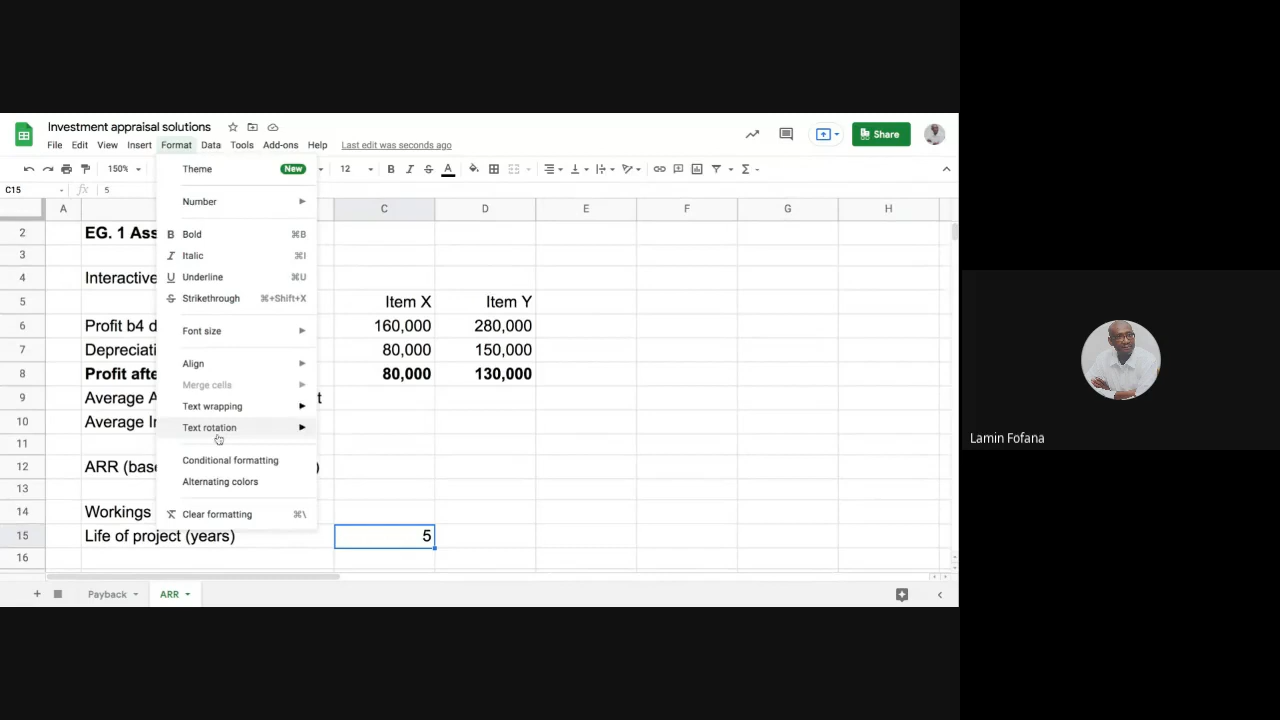 Investment appraisal solutions
File Edit View Insert Format Data Tools Add-ons Help Last edit was seconds ago
Share
150% 12 B I S A
C15 fx 5
Theme New
Number
B Bold ⌘B
I Italic ⌘I
U Underline ⌘U
S Strikethrough ⌘+Shift+X
Font size
Align
Merge cells
Text wrapping
Text rotation
Conditional formatting
Alternating colors
Clear formatting ⌘\
A C D E F G H
2 EG. 1 Ass
3
4 Interactive
5 Item X Item Y
6 Profit b4 d 160,000 280,000
7 Depreciati 80,000 150,000
8 Profit afte 80,000 130,000
9 Average A t
10 Average In
11
12 ARR (base )
13
14 Workings
15 Life of project (years) 5
16
+ Payback ARR
Lamin Fofana